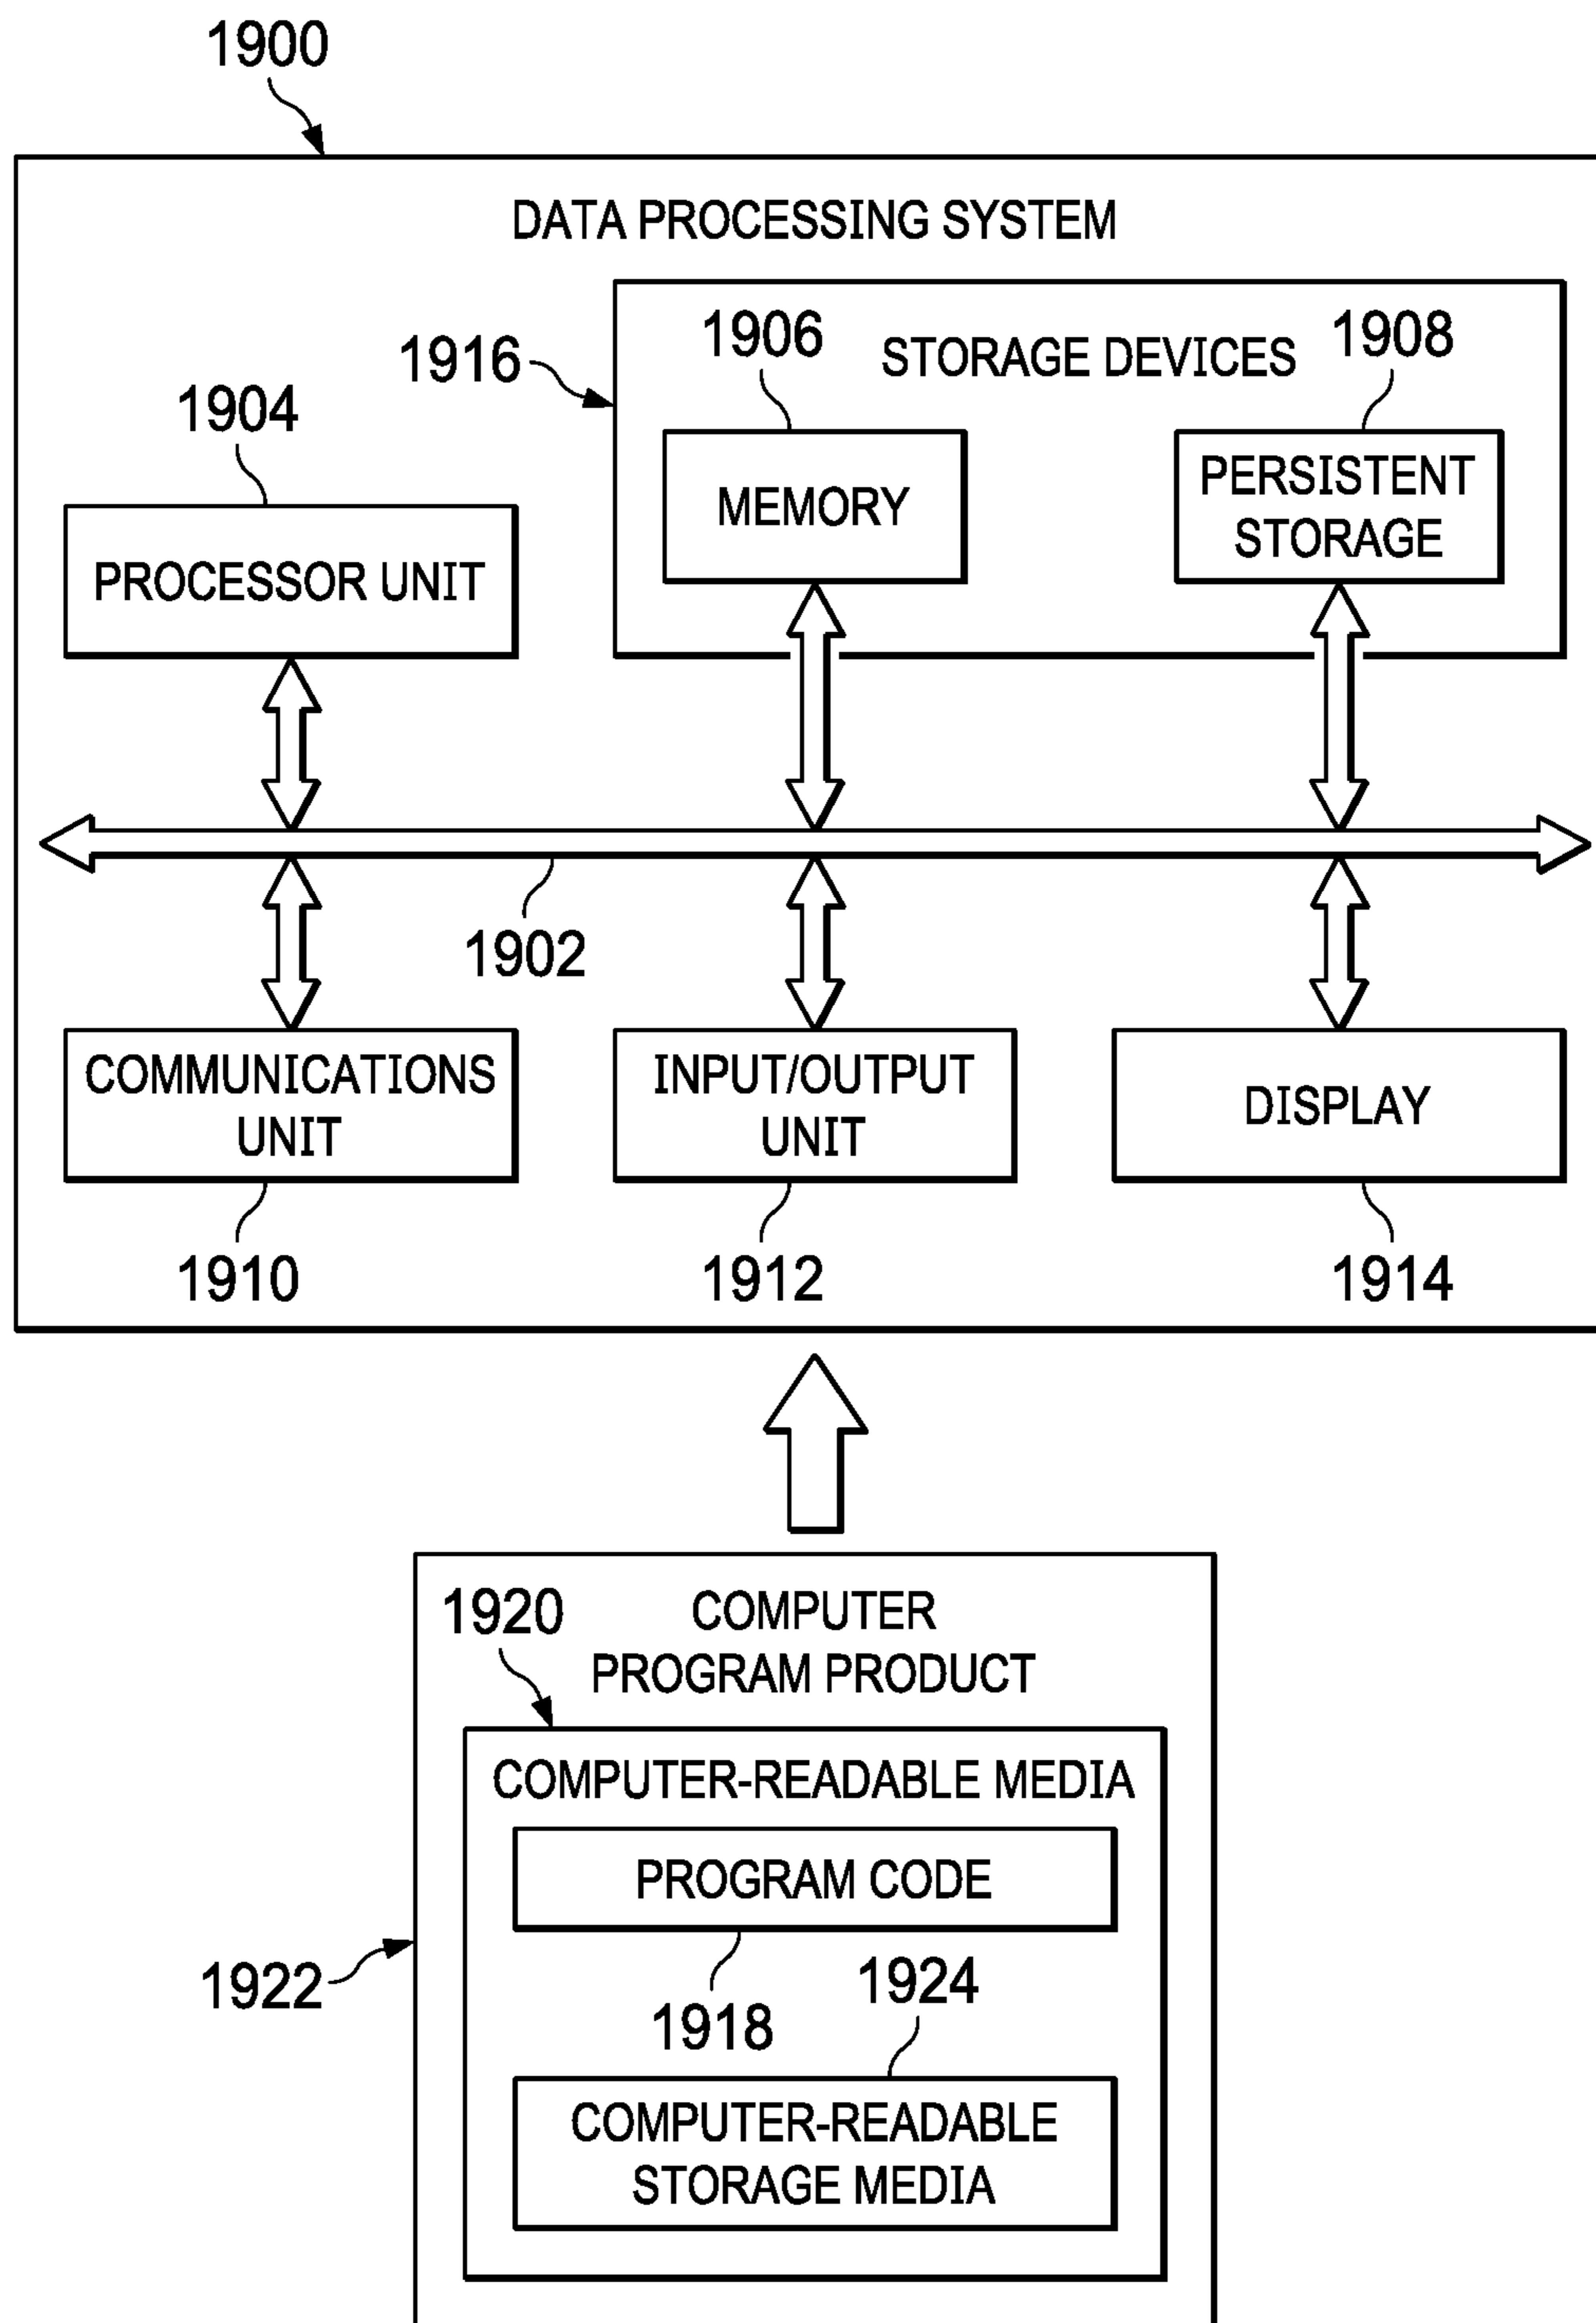 1900
DATA PROCESSING SYSTEM
1916
1906
STORAGE DEVICES
1908
1904
MEMORY
PERSISTENT
STORAGE
PROCESSOR UNIT
1902
COMMUNICATIONS
UNIT
INPUT/OUTPUT
UNIT
DISPLAY
1910
1912
1914
1920
COMPUTER
PROGRAM PRODUCT
COMPUTER-READABLE MEDIA
PROGRAM CODE
1922
1918
1924
COMPUTER-READABLE
STORAGE MEDIA